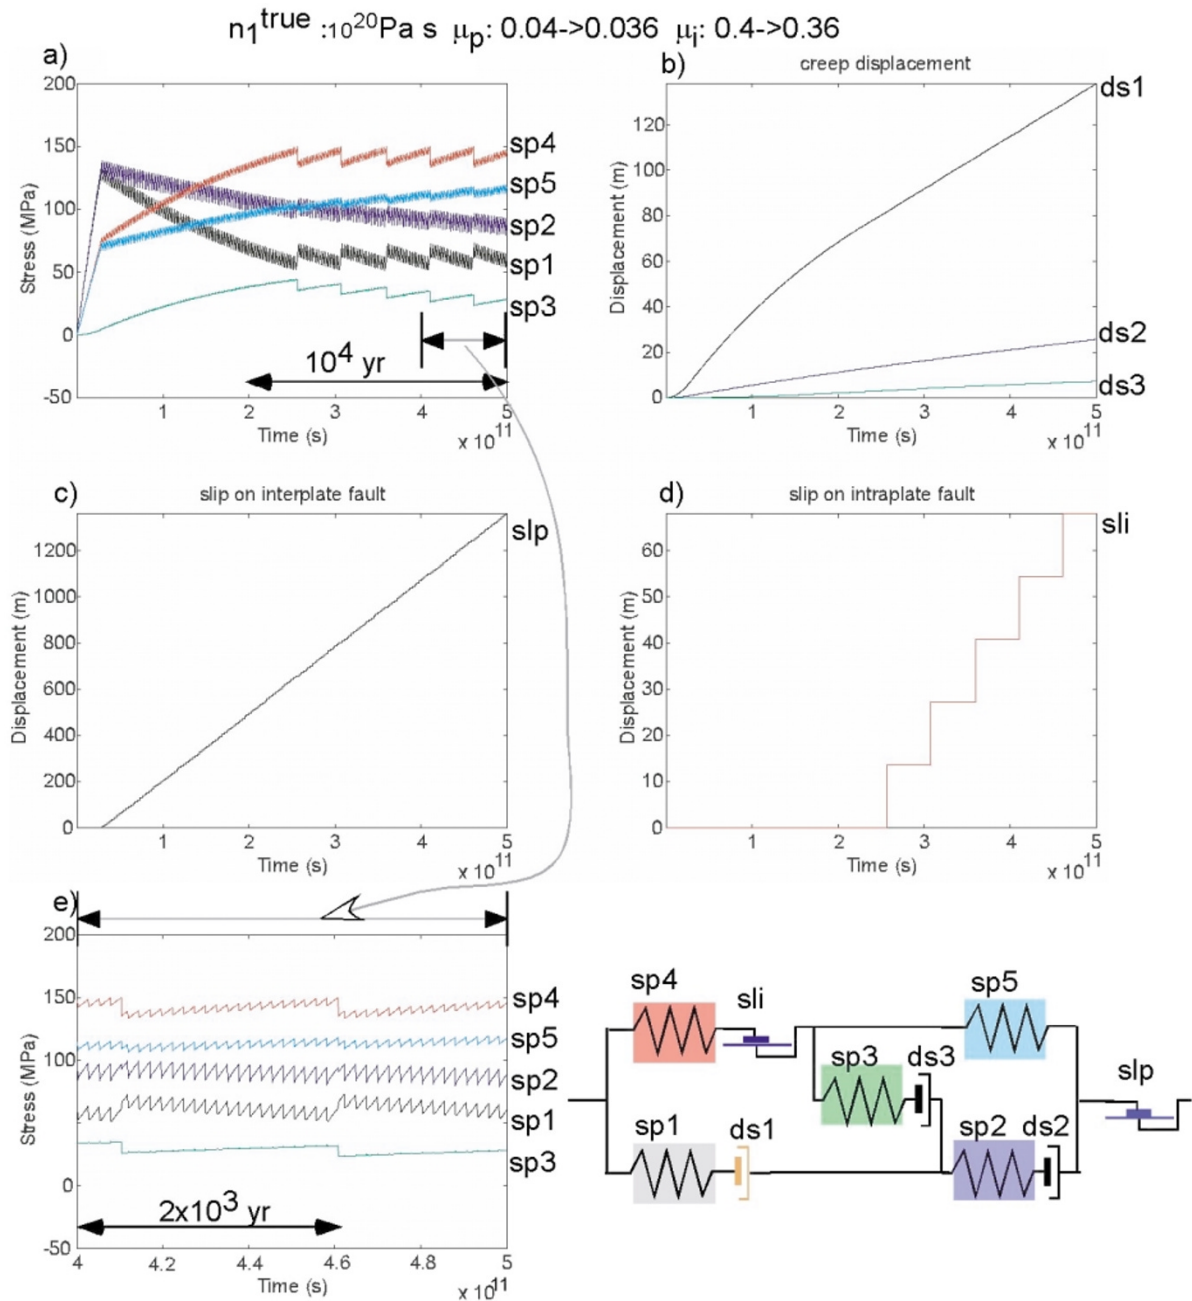 n1^true :10^20Pa s μp: 0.04->0.036 μi: 0.4->0.36
a)
200
150
100
50
0
-50
Stress (MPa)
sp4
sp5
sp2
sp1
sp3
10^4 yr
1
2
3
4
5
Time (s)
x 10^11
b)
creep displacement
120
100
80
60
40
20
0
Displacement (m)
ds1
ds2
ds3
1
2
3
4
5
Time (s)
x 10^11
c)
slip on interplate fault
1200
1000
800
600
400
200
0
Displacement (m)
slp
1
2
3
4
5
Time (s)
x 10^11
d)
slip on intraplate fault
60
50
40
30
20
10
0
Displacement (m)
sli
1
2
3
4
5
Time (s)
x 10^11
e)
200
150
100
50
0
-50
Stress (MPa)
sp4
sp5
sp2
sp1
sp3
2x10^3 yr
4
4.2
4.4
4.6
4.8
5
Time (s)
x 10^11
sp4
sli
sp5
sp3
ds3
slp
sp1
ds1
sp2
ds2